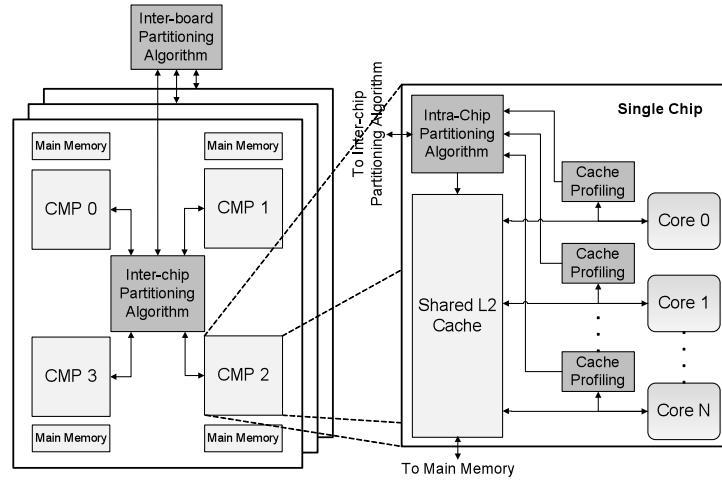 Inter-board
Partitioning
Algorithm
Main Memory
Main Memory
CMP 0
CMP 1
Inter-chip
Partitioning
Algorithm
CMP 3
CMP 2
Main Memory
Main Memory
To Inter-chip
Partitioning Algorithm
Intra-Chip
Partitioning
Algorithm
Single Chip
Cache
Profiling
Core 0
Cache
Profiling
Shared L2
Cache
Core 1
Cache
Profiling
Core N
To Main Memory